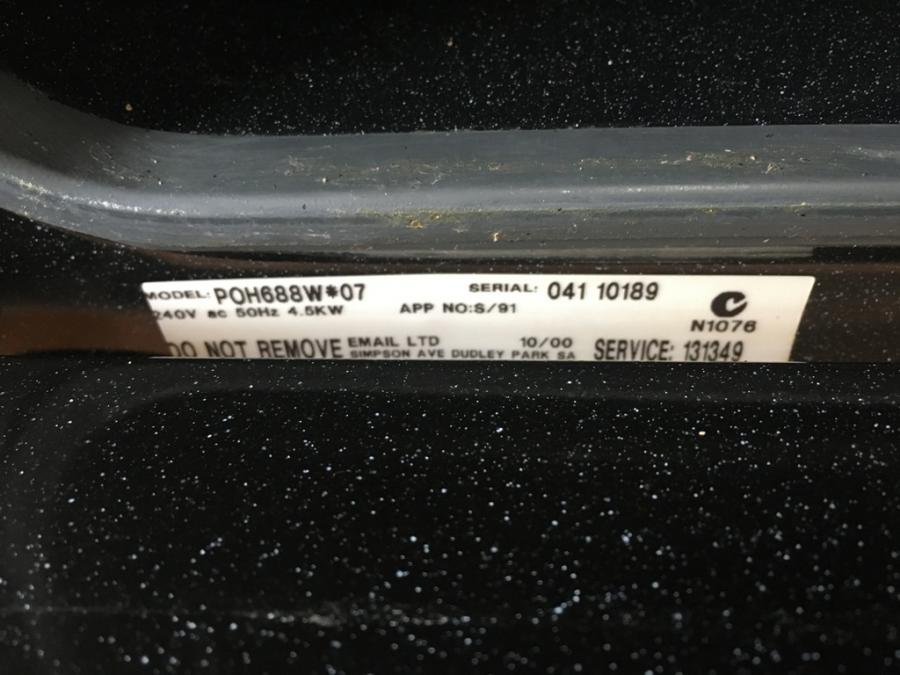 MODEL: POH688W*07 SERIAL: 041 10189
240V ac 50Hz 4.5KW APP NO:S/91
N1076
DO NOT REMOVE EMAIL LTD 10/00 SERVICE: 131349
SIMPSON AVE DUDLEY PARK SA